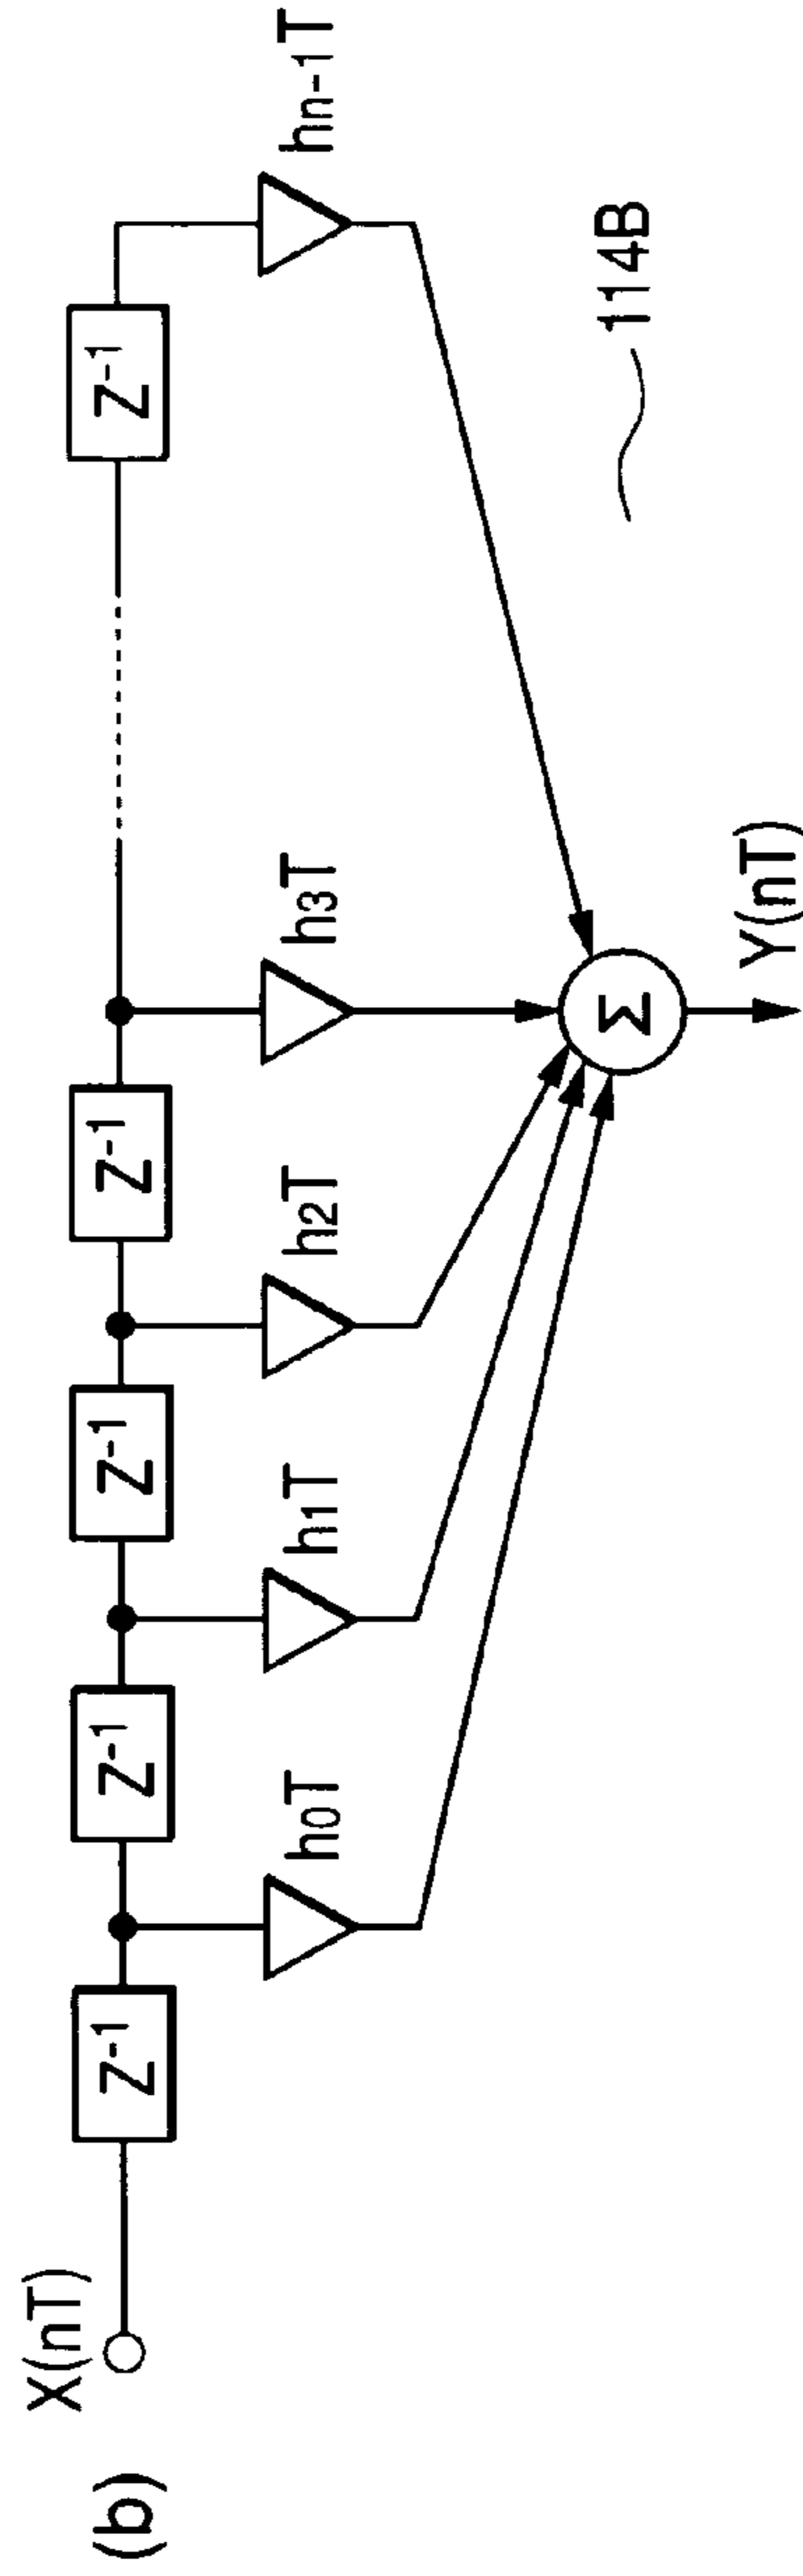 (b)
X(nT)
Z⁻¹ Z⁻¹ Z⁻¹ Z⁻¹ Z⁻¹
h₀T h₁T h₂T h₃T hₙ₋₁T
Σ
114B
Y(nT)